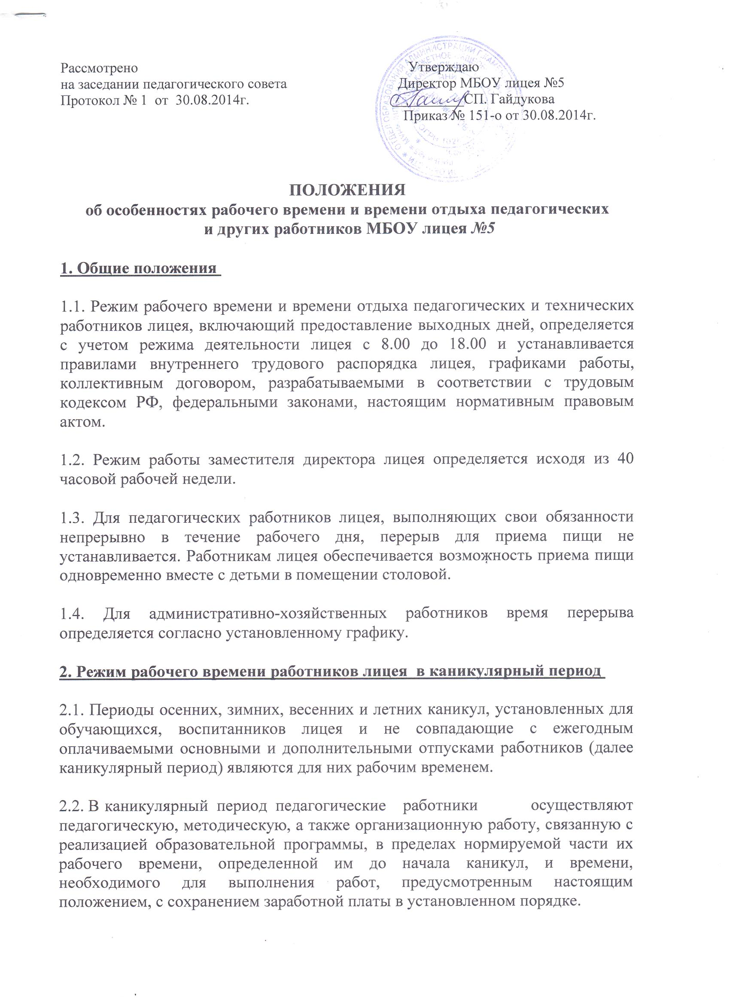 Рассмотрено
на заседании педагогического совета
Протокол № 1 от 30.08.2014г.
Утверждаю
Директор МБОУ лицея №5
СП. Гайдукова
Приказ № 151-о от 30.08.2014г.
ПОЛОЖЕНИЯ
об особенностях рабочего времени и времени отдыха педагогических
и других работников МБОУ лицея №5
1. Общие положения
1.1. Режим рабочего времени и времени отдыха педагогических и технических
работников лицея, включающий предоставление выходных дней, определяется
с учетом режима деятельности лицея с 8.00 до 18.00 и устанавливается
правилами внутреннего трудового распорядка лицея, графиками работы,
коллективным договором, разрабатываемыми в соответствии с трудовым
кодексом РФ, федеральными законами, настоящим нормативным правовым
актом.
1.2. Режим работы заместителя директора лицея определяется исходя из 40
часовой рабочей недели.
1.3. Для педагогических работников лицея, выполняющих свои обязанности
непрерывно в течение рабочего дня, перерыв для приема пищи не
устанавливается. Работникам лицея обеспечивается возможность приема пищи
одновременно вместе с детьми в помещении столовой.
1.4. Для административно-хозяйственных работников время перерыва
определяется согласно установленному графику.
2. Режим рабочего времени работников лицея в каникулярный период
2.1. Периоды осенних, зимних, весенних и летних каникул, установленных для
обучающихся, воспитанников лицея и не совпадающие с ежегодным
оплачиваемыми основными и дополнительными отпусками работников (далее
каникулярный период) являются для них рабочим временем.
2.2. В каникулярный период педагогические работники осуществляют
педагогическую, методическую, а также организационную работу, связанную с
реализацией образовательной программы, в пределах нормируемой части их
рабочего времени, определенной им до начала каникул, и времени,
необходимого для выполнения работ, предусмотренным настоящим
положением, с сохранением заработной платы в установленном порядке.
ОТДЕЛ ОБРАЗОВАНИЯ АДМИНИСТРАЦИИ Г.
ОГРН